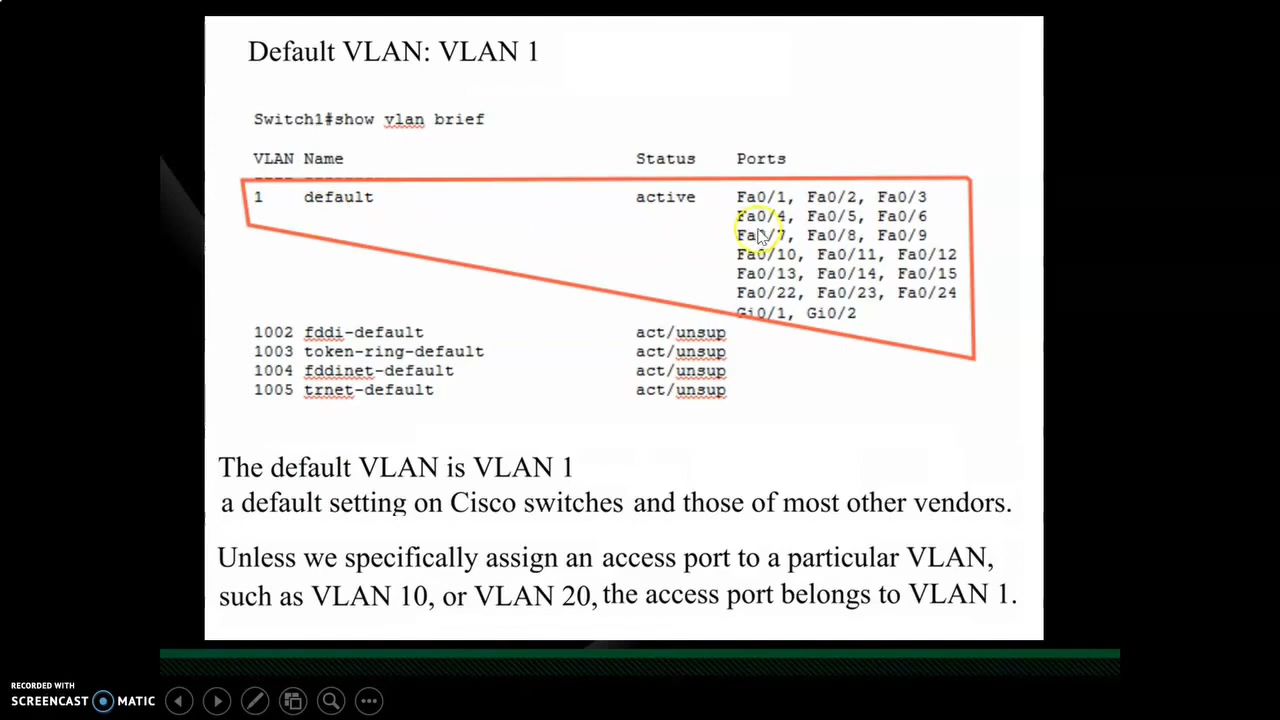 Default VLAN: VLAN 1
Switch1#show vlan brief
VLAN Name Status Ports
1 default active Fa0/1, Fa0/2, Fa0/3
Fa0/4, Fa0/5, Fa0/6
Fa0/7, Fa0/8, Fa0/9
Fa0/10, Fa0/11, Fa0/12
Fa0/13, Fa0/14, Fa0/15
Fa0/22, Fa0/23, Fa0/24
Gi0/1, Gi0/2
1002 fddi-default act/unsup
1003 token-ring-default act/unsup
1004 fddinet-default act/unsup
1005 trnet-default act/unsup
The default VLAN is VLAN 1
a default setting on Cisco switches and those of most other vendors.
Unless we specifically assign an access port to a particular VLAN,
such as VLAN 10, or VLAN 20, the access port belongs to VLAN 1.
RECORDED WITH
SCREENCAST MATIC